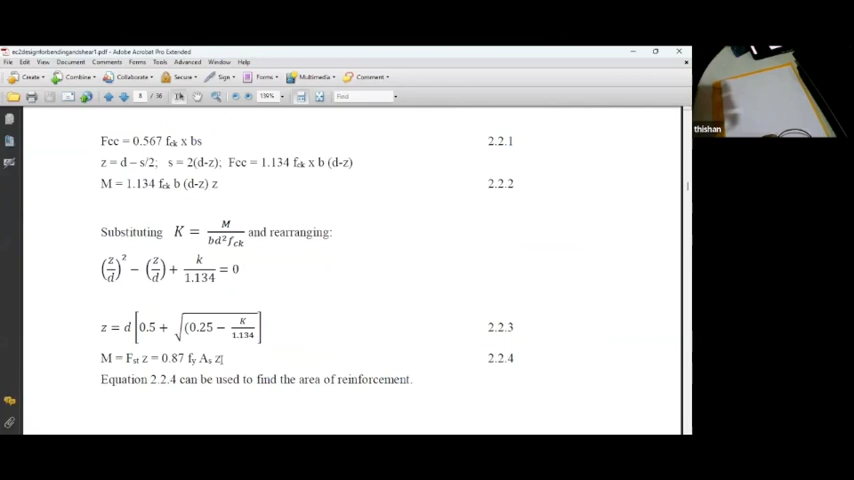 ec2designforbendingandshear1.pdf - Adobe Acrobat Pro Extended
File Edit View Document Comments Forms Tools Advanced Window Help
Create Combine Collaborate Secure Sign Forms Multimedia Comment
8 / 36 139% Find
thishan
Fcc = 0.567 fck x bs 2.2.1
z = d – s/2; s = 2(d-z); Fcc = 1.134 fck x b (d-z)
M = 1.134 fck b (d-z) z 2.2.2
Substituting K = M / bd²fck and rearranging:
(z/d)² − (z/d) + k/1.134 = 0
z = d [0.5 + √(0.25 − K/1.134] 2.2.3
M = Fst z = 0.87 fy As z 2.2.4
Equation 2.2.4 can be used to find the area of reinforcement.